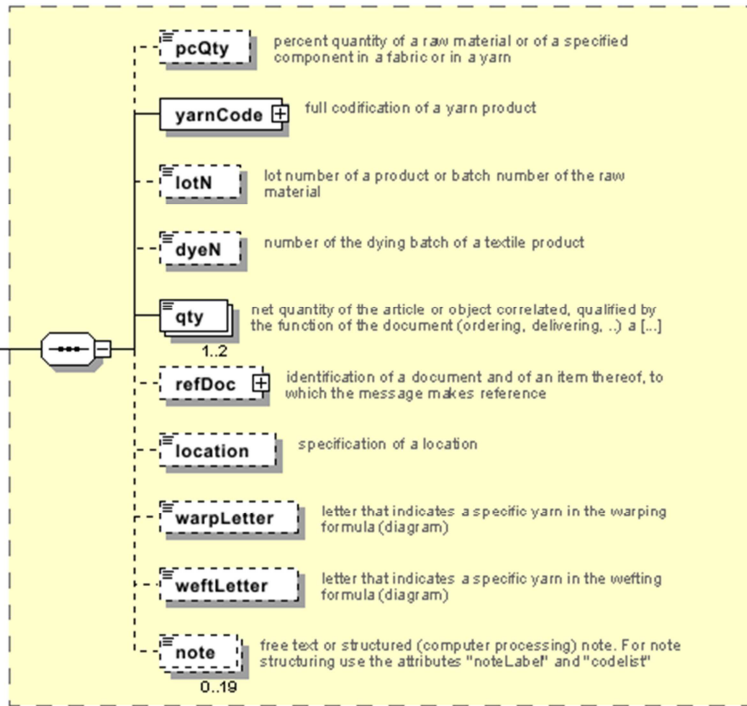 pcQty
percent quantity of a raw material or of a specified
component in a fabric or in a yarn
yarnCode
full codification of a yarn product
lotN
lot number of a product or batch number of the raw
material
dyeN
number of the dying batch of a textile product
qty
net quantity of the article or object correlated, qualified by
the function of the document (ordering, delivering, ..) a [...]
1..2
refDoc
identification of a document and of an item thereof, to
which the message makes reference
location
specification of a location
warpLetter
letter that indicates a specific yarn in the warping
formula (diagram)
weftLetter
letter that indicates a specific yarn in the wefting
formula (diagram)
note
free text or structured (computer processing) note. For note
structuring use the attributes "noteLabel" and "codelist"
0..19